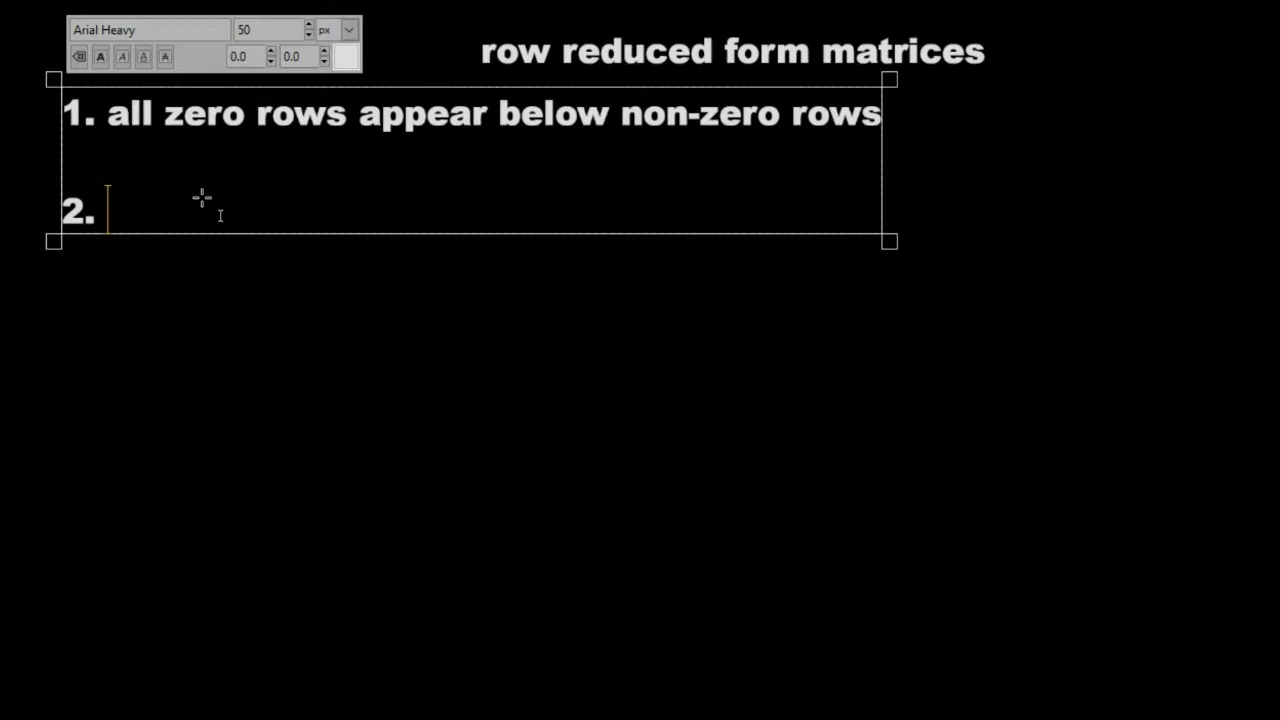 Arial Heavy 50 px
0.0 0.0
row reduced form matrices
1. all zero rows appear below non-zero rows
2.